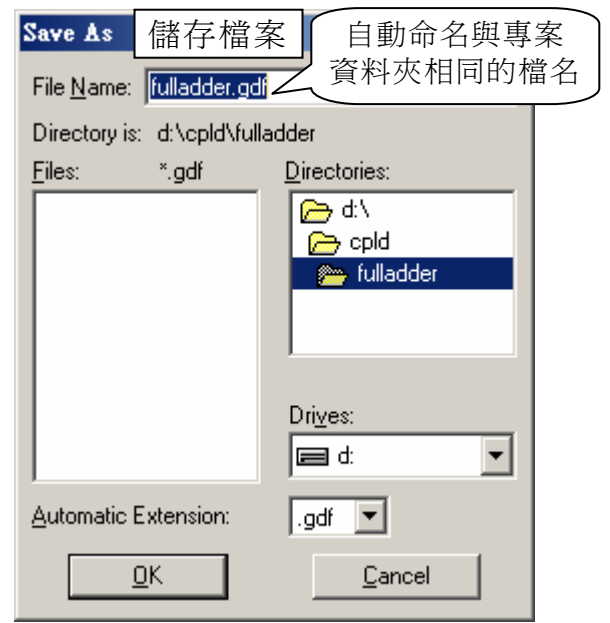 Save As
儲存檔案
自動命名與專案
資料夾相同的檔名
File Name: fulladder.gdf
Directory is: d:\cpld\fulladder
Files: *.gdf
Directories:
d:\
cpld
fulladder
Drives:
d:
Automatic Extension: .gdf
OK Cancel